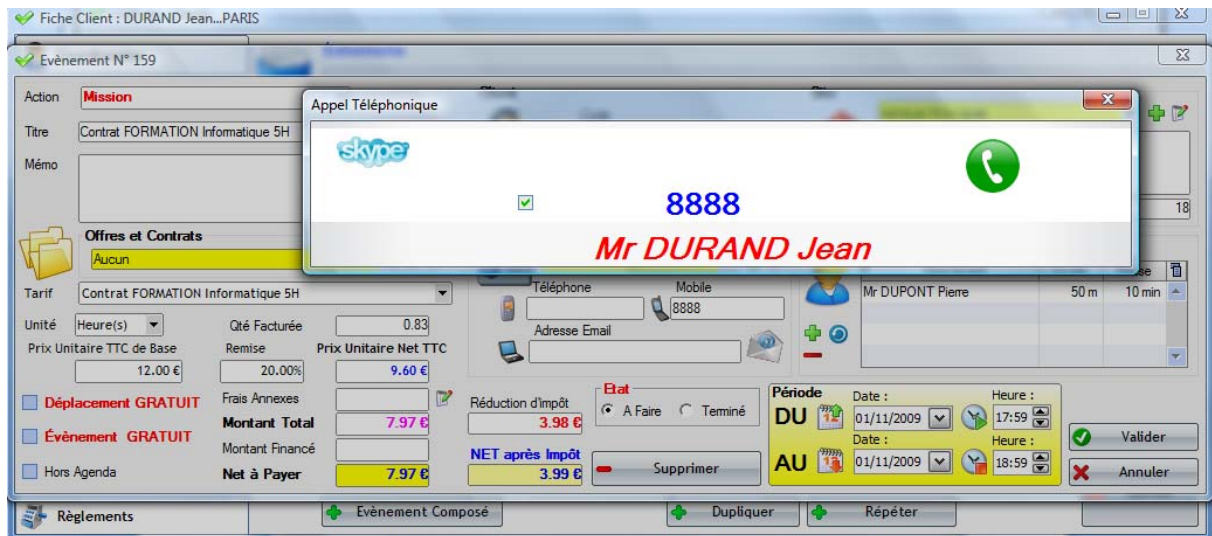 Fiche Client : DURAND Jean...PARIS
Evènement N° 159
Action Mission
Titre Contrat FORMATION Informatique 5H
Mémo
Appel Téléphonique
skype
8888
Mr DURAND Jean
18
Offres et Contrats
Aucun
Tarif Contrat FORMATION Informatique 5H
Téléphone Mobile
8888
Adresse Email
Mr DUPONT Pierre 50 m 10 min
Unité Heure(s) Qté Facturée 0.83
Prix Unitaire TTC de Base Remise Prix Unitaire Net TTC
12.00 € 20.00% 9.60 €
Déplacement GRATUIT Frais Annexes
Montant Total 7.97 €
Évènement GRATUIT
Montant Financé
Hors Agenda Net à Payer 7.97 €
Réduction d'impôt
3.98 €
NET après Impôt
3.99 €
Etat
A Faire Terminé
Supprimer
Période Date : Heure :
DU 01/11/2009 17:59
Date : Heure :
AU 01/11/2009 18:59
Valider
Annuler
Règlements Evènement Composé Dupliquer Répéter